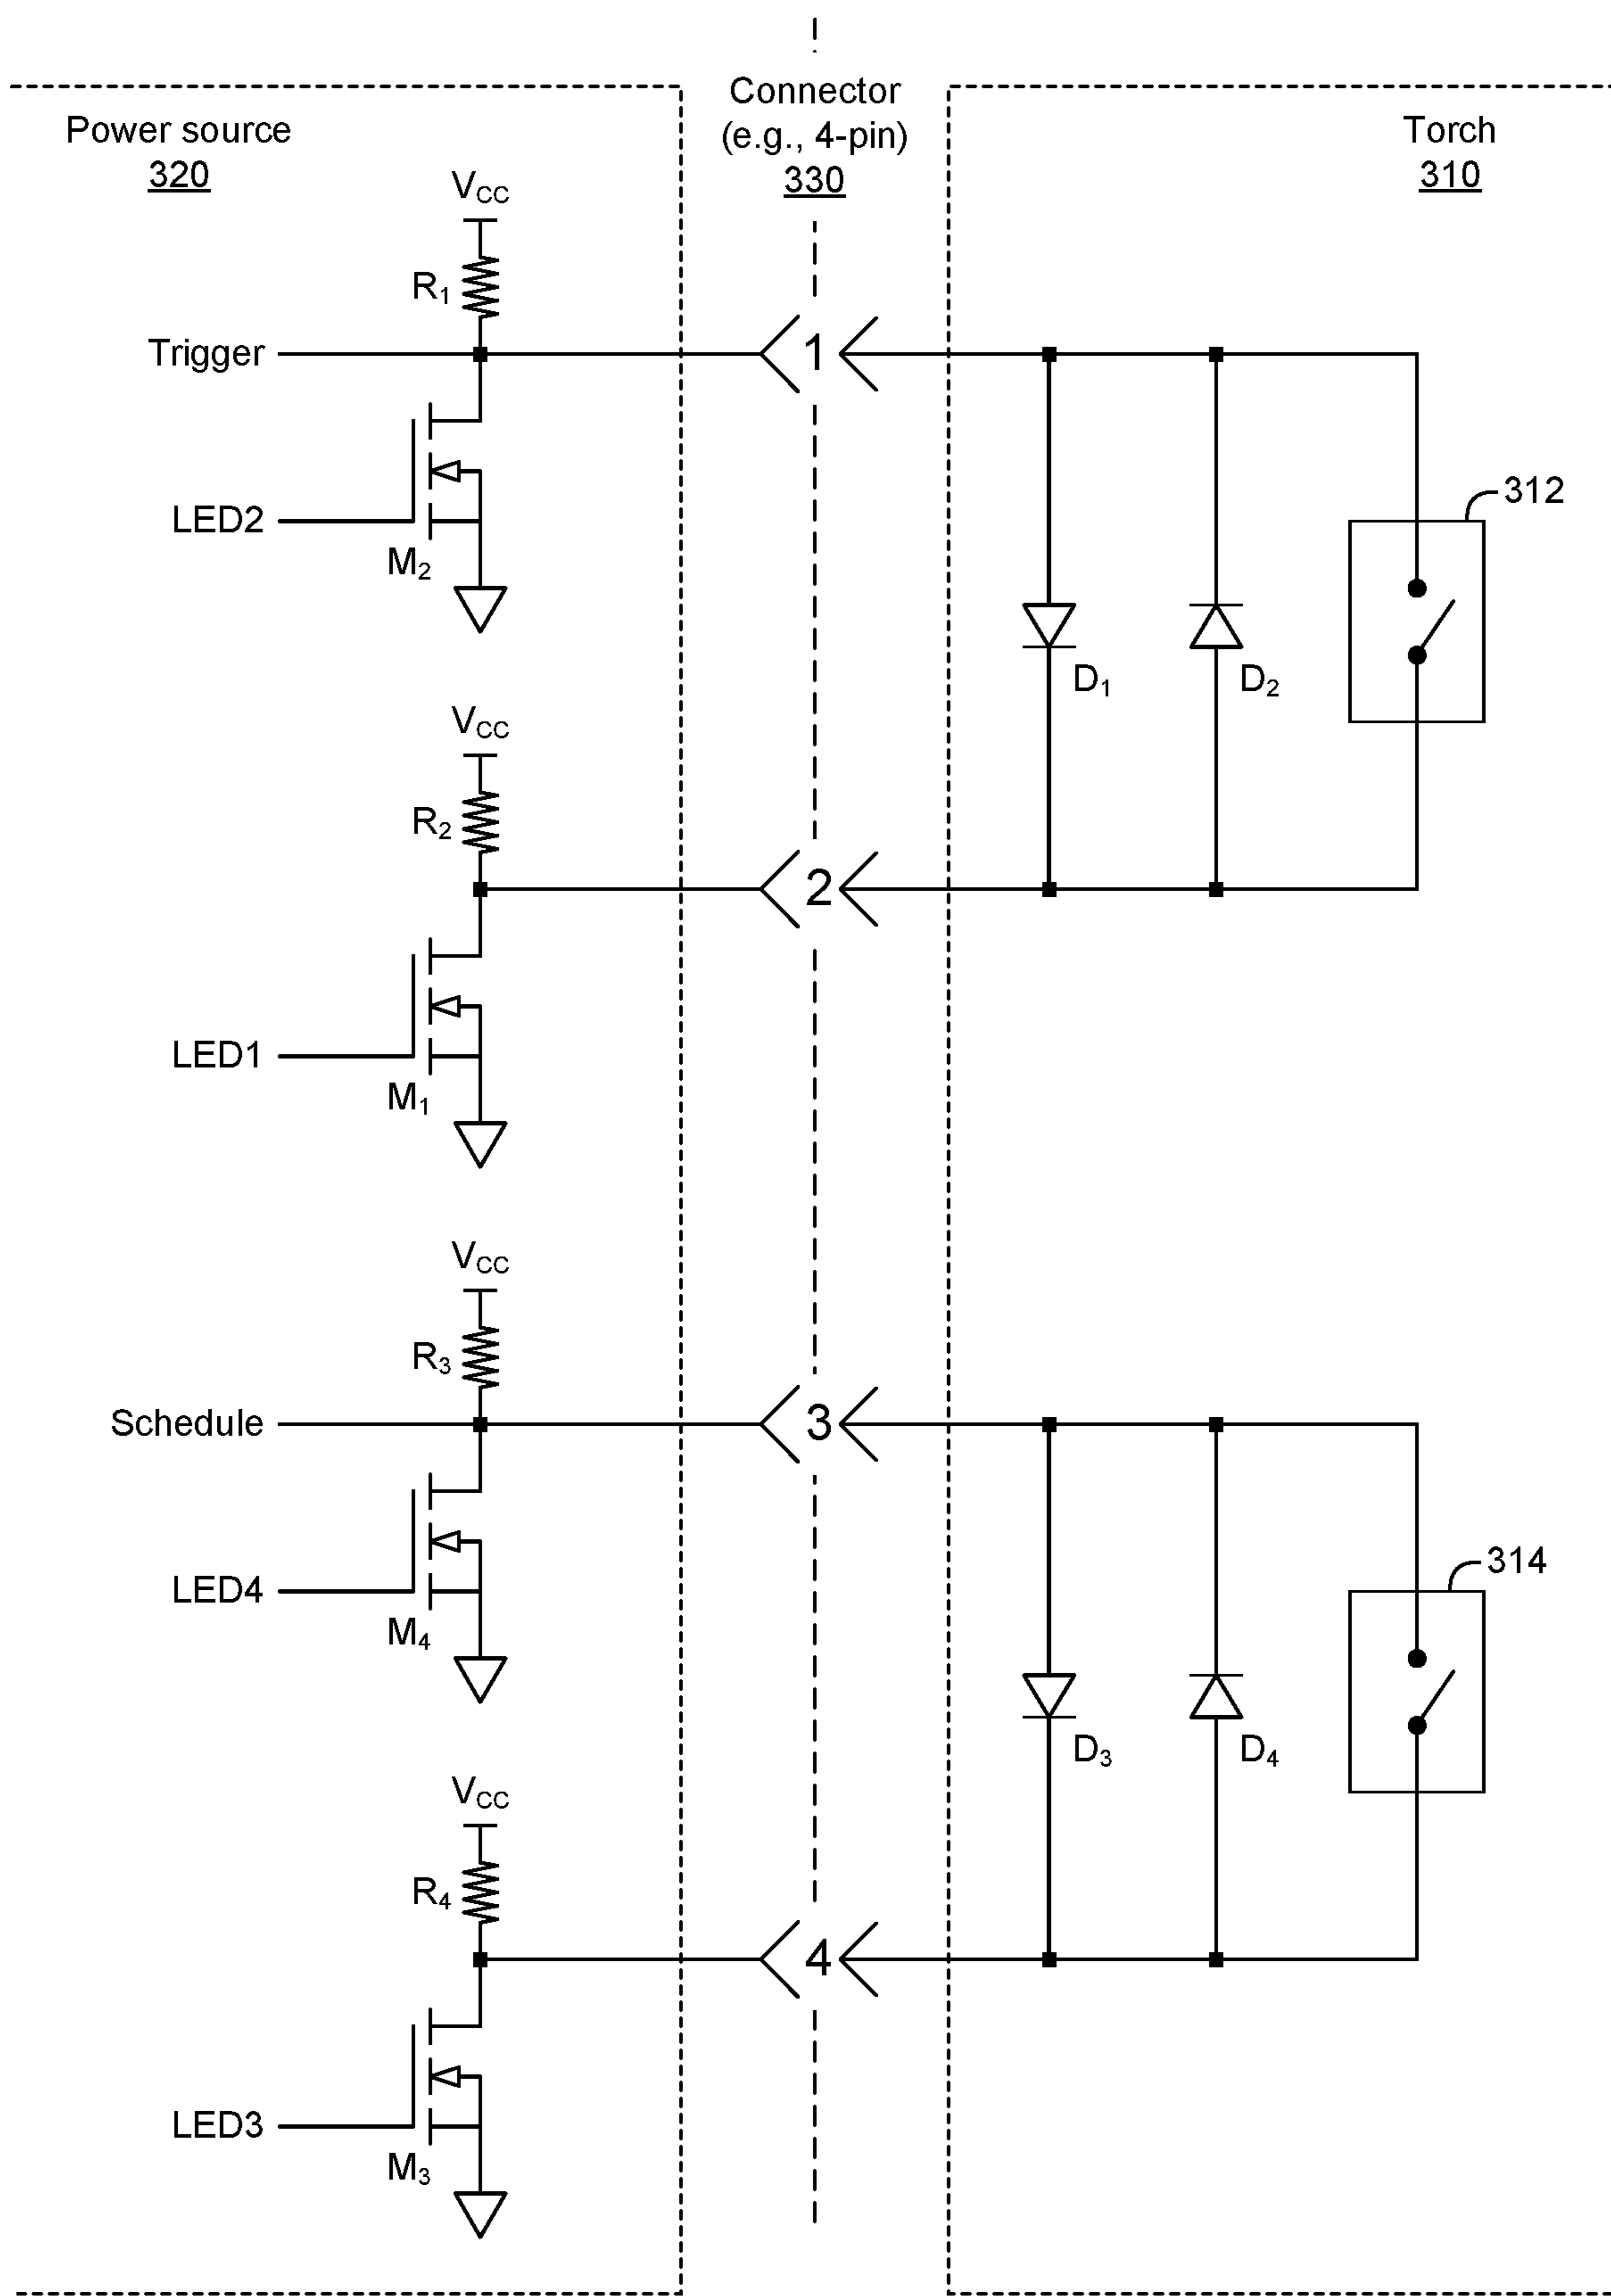 Connector
(e.g., 4-pin)
330
Power source
320
Torch
310
VCC
R1
Trigger
1
LED2
M2
312
D1
D2
VCC
R2
2
LED1
M1
VCC
R3
Schedule
3
LED4
M4
314
D3
D4
VCC
R4
4
LED3
M3